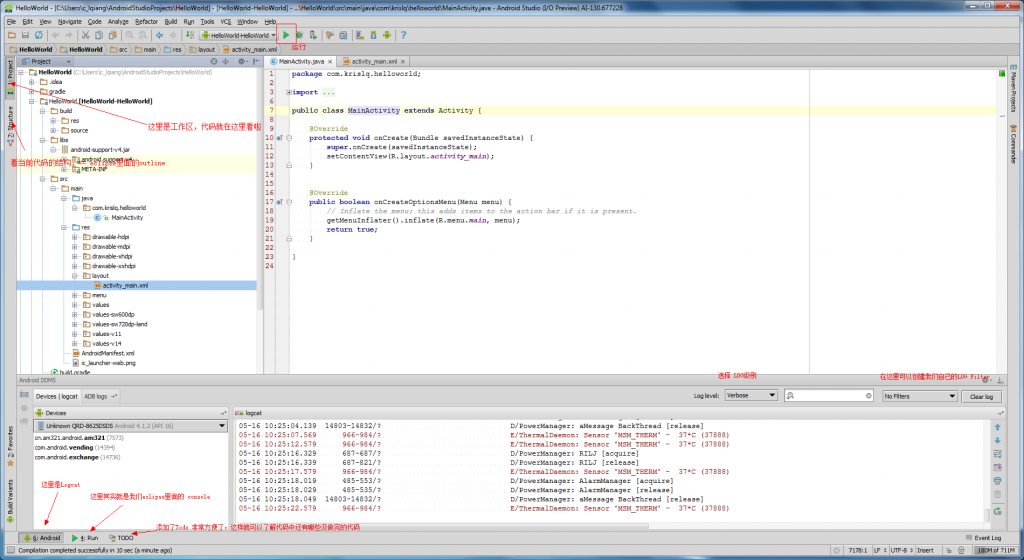 HelloWorld - [C:\Users\c_lqiang\AndroidStudioProjects\HelloWorld] - [HelloWorld-HelloWorld] - ...\HelloWorld\src\main\java\com\krislq\helloworld\MainActivity.java - Android Studio (I/O Preview) AI-130.677228
File Edit View Navigate Code Analyze Refactor Build Run Tools VCS Window Help
HelloWorld-HelloWorld
运行
HelloWorld HelloWorld src main res layout activity_main.xml
Project
MainActivity.java activity_main.xml
1: Project
Structure
Favorites
Build Variants
Maven Projects
Commander
HelloWorld (C:\Users\c_lqiang\AndroidStudioProjects\HelloWorld)
.idea
gradle
HelloWorld [HelloWorld-HelloWorld]
build
res
source
libs
android-support-v4.jar
android.support.v4
META-INF
src
main
java
com.krislq.helloworld
MainActivity
res
drawable-hdpi
drawable-mdpi
drawable-xhdpi
drawable-xxhdpi
layout
activity_main.xml
menu
values
values-sw600dp
values-sw720dp-land
values-v11
values-v14
AndroidManifest.xml
ic_launcher-web.png
build.gradle
这里是工作区，代码就在这里看啦
看当前代码的结构，-- eclipse里面的outline
1 package com.krislq.helloworld;
2
3 import ...
6
7 public class MainActivity extends Activity {
8
9 @Override
10 protected void onCreate(Bundle savedInstanceState) {
11 super.onCreate(savedInstanceState);
12 setContentView(R.layout.activity_main);
13 }
14
15
16 @Override
17 public boolean onCreateOptionsMenu(Menu menu) {
18 // Inflate the menu; this adds items to the action bar if it is present.
19 getMenuInflater().inflate(R.menu.main, menu);
20 return true;
21 }
22
23 }
24
Android DDMS
选择 LOG级别
在这里可以创建我们自己的LOG Filter
Devices | logcat ADB logs
Log level: Verbose No Filters Clear log
Devices
logcat
Unknown QRD-8625DSDS Android 4.1.2 (API 16)
cn.am321.android.am321 (7573)
com.android.vending (14394)
com.android.exchange (14736)
05-16 10:25:04.139 14803-14832/? D/PowerManager: aMessage BackThread [release]
05-16 10:25:07.569 966-984/? E/ThermalDaemon: Sensor 'MSM_THERM' - 37*C (37888)
05-16 10:25:12.579 966-984/? E/ThermalDaemon: Sensor 'MSM_THERM' - 37*C (37888)
05-16 10:25:16.329 687-687/? D/PowerManager: RILJ [acquire]
05-16 10:25:16.339 687-821/? D/PowerManager: RILJ [release]
05-16 10:25:17.579 966-984/? E/ThermalDaemon: Sensor 'MSM_THERM' - 37*C (37888)
05-16 10:25:18.019 485-553/? D/PowerManager: AlarmManager [acquire]
05-16 10:25:18.029 485-535/? D/PowerManager: AlarmManager [release]
05-16 10:25:18.049 14803-14832/? D/PowerManager: aMessage BackThread [release]
05-16 10:25:22.579 966-984/? E/ThermalDaemon: Sensor 'MSM_THERM' - 37*C (37888)
这里是Logcat
这里其实就是我们eclipse里面的 console
添加了Todo 非常方便了，这样就可以了解代码中还有哪些没做完的代码
6: Android 4: Run TODO Event Log
Compilation completed successfully in 10 sec (a minute ago) 7178:1 LF UTF-8 Insert 180M of 711M